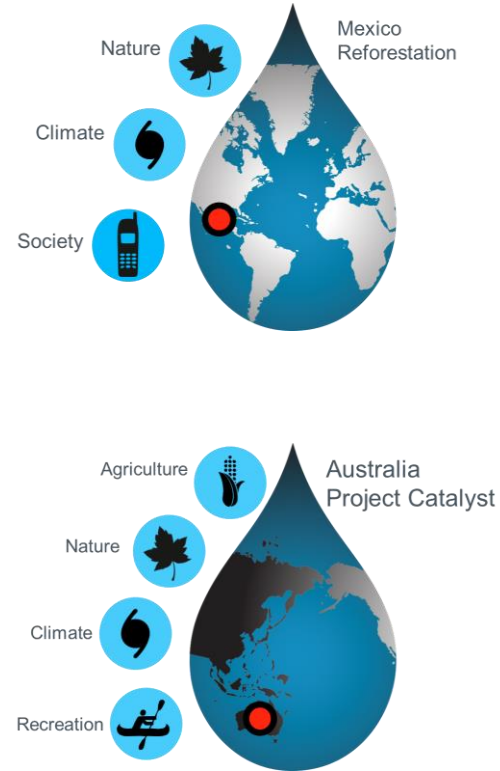 Nature
Mexico
Reforestation
Climate
Society
Agriculture
Australia
Project Catalyst
Nature
Climate
Recreation